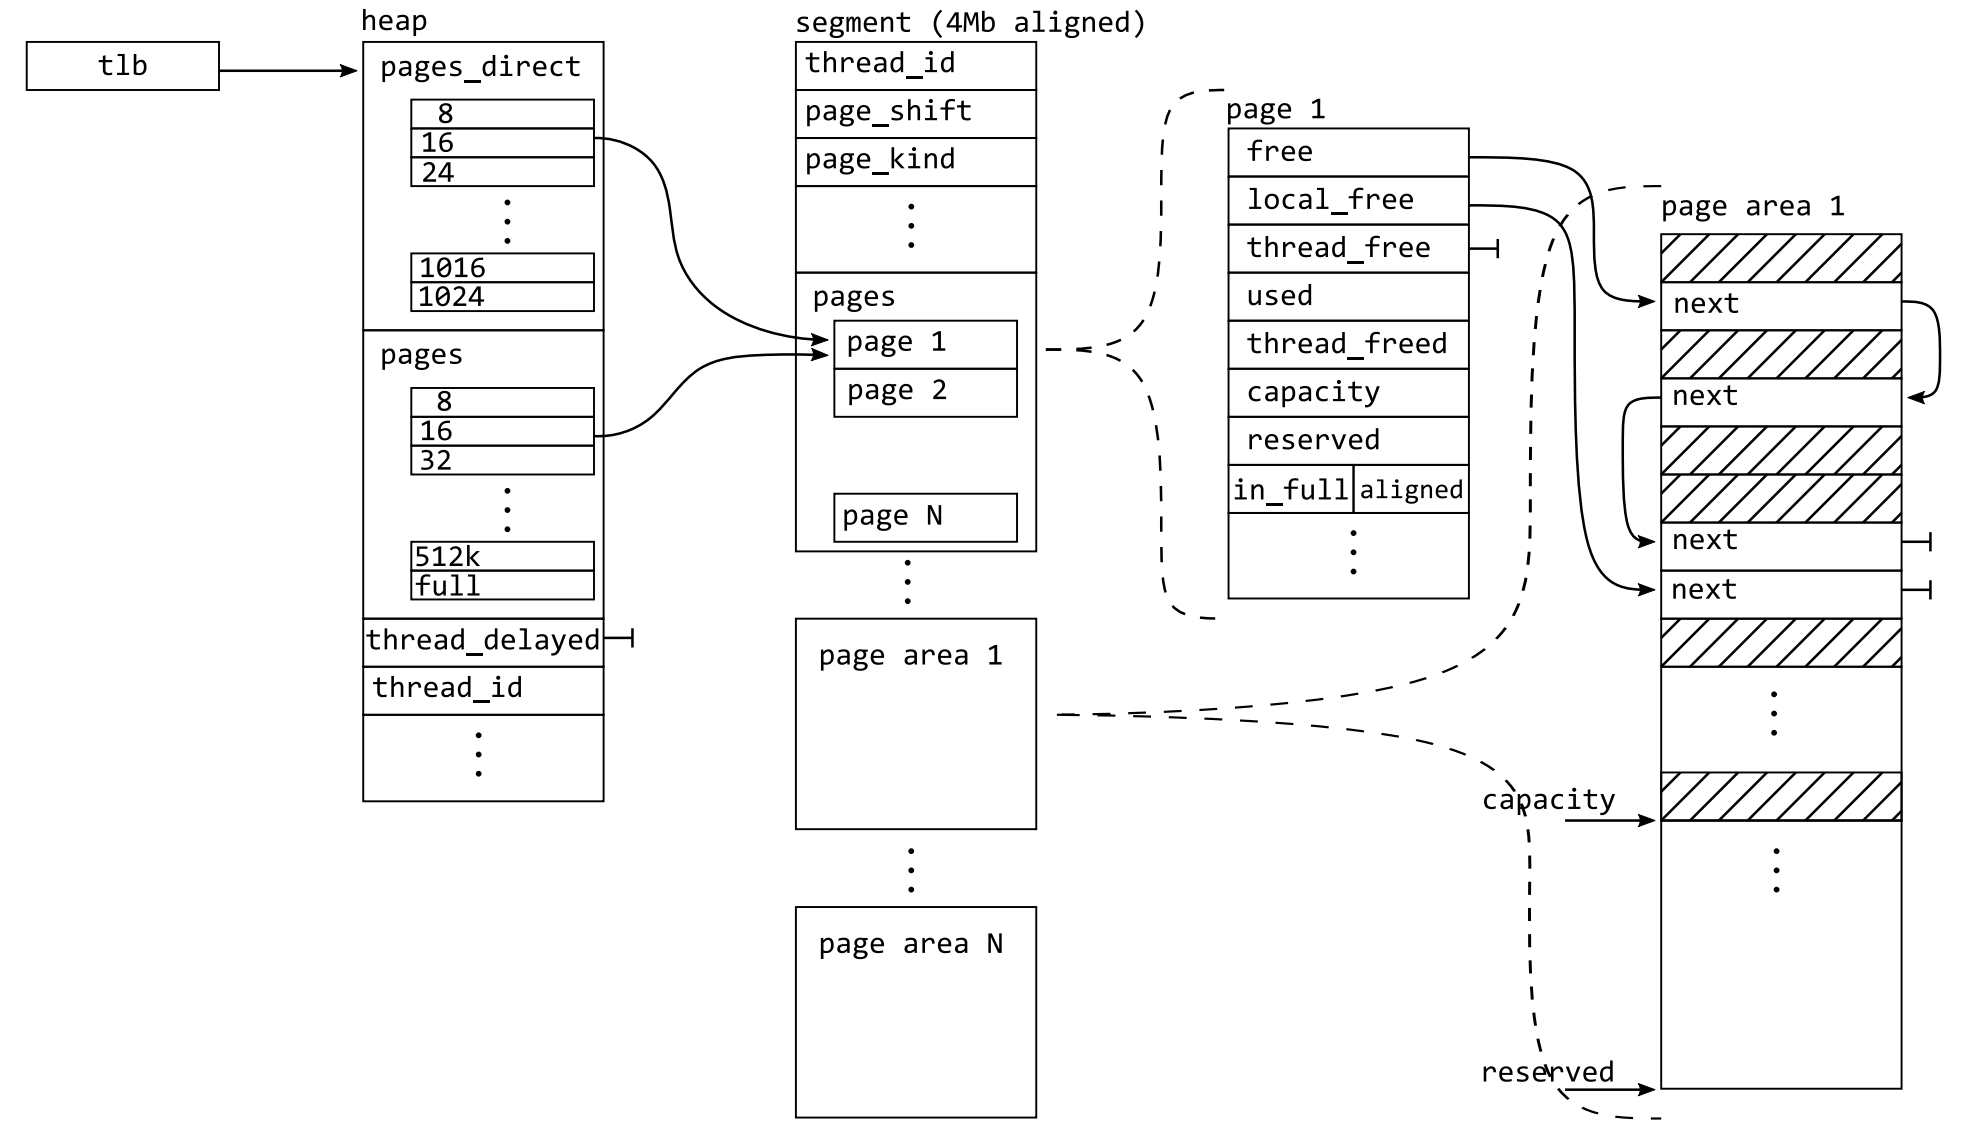 tlb
heap
pages_direct
8
16
24
1016
1024
pages
8
16
32
512k
full
thread_delayed
thread_id
segment (4Mb aligned)
thread_id
page_shift
page_kind
pages
page 1
page 2
page N
page area 1
page area N
page 1
free
local_free
thread_free
used
thread_freed
capacity
reserved
in_full aligned
page area 1
next
next
next
next
capacity
reserved